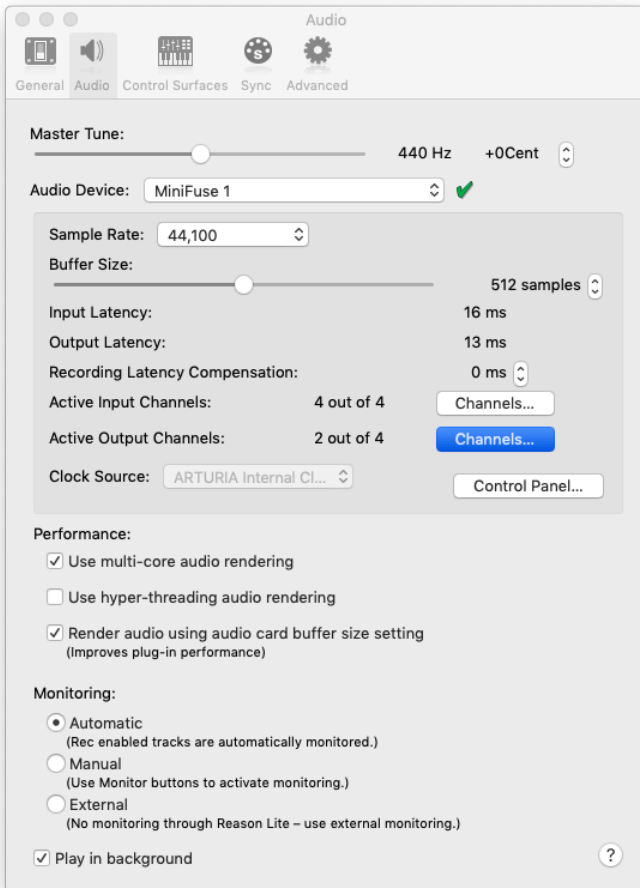 Audio
General Audio Control Surfaces Sync Advanced
Master Tune:
440 Hz +0Cent
Audio Device: MiniFuse 1
Sample Rate: 44,100
Buffer Size:
512 samples
Input Latency: 16 ms
Output Latency: 13 ms
Recording Latency Compensation: 0 ms
Active Input Channels: 4 out of 4 Channels...
Active Output Channels: 2 out of 4 Channels...
Clock Source: ARTURIA Internal Cl...
Control Panel...
Performance:
Use multi-core audio rendering
Use hyper-threading audio rendering
Render audio using audio card buffer size setting
(Improves plug-in performance)
Monitoring:
Automatic
(Rec enabled tracks are automatically monitored.)
Manual
(Use Monitor buttons to activate monitoring.)
External
(No monitoring through Reason Lite – use external monitoring.)
Play in background ?